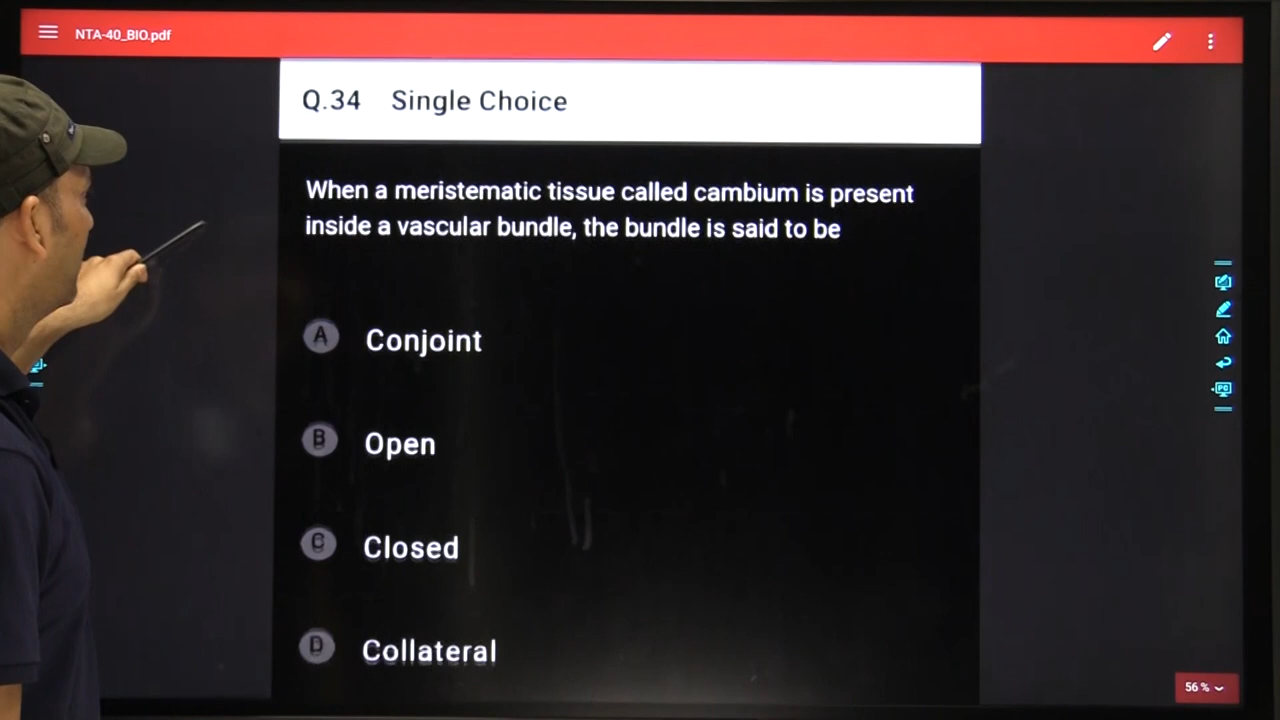 NTA-40_BIO.pdf
Q.34 Single Choice
When a meristematic tissue called cambium is present
inside a vascular bundle, the bundle is said to be
A Conjoint
B Open
C Closed
D Collateral
PC
56%